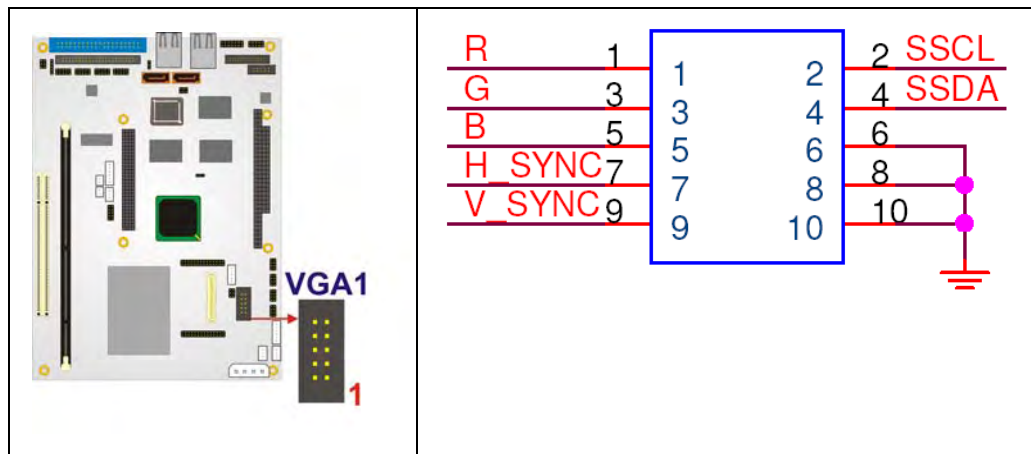 VGA1
1
R 1 1 2 2 SSCL
G 3 3 4 4 SSDA
B 5 5 6 6
H_SYNC 7 7 8 8
V_SYNC 9 9 10 10